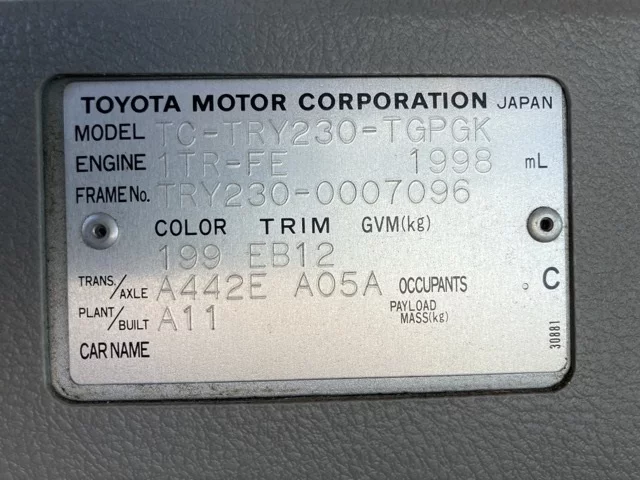 TOYOTA MOTOR CORPORATION JAPAN
MODEL TC-TRY230-TGPGK
ENGINE 1TR-FE 1998 mL
FRAME No. TRY230-0007096
COLOR TRIM GVM(kg)
199 EB12
TRANS./AXLE A442E A05A OCCUPANTS . C
PLANT/BUILT A11 PAYLOAD MASS(kg)
CAR NAME
30881